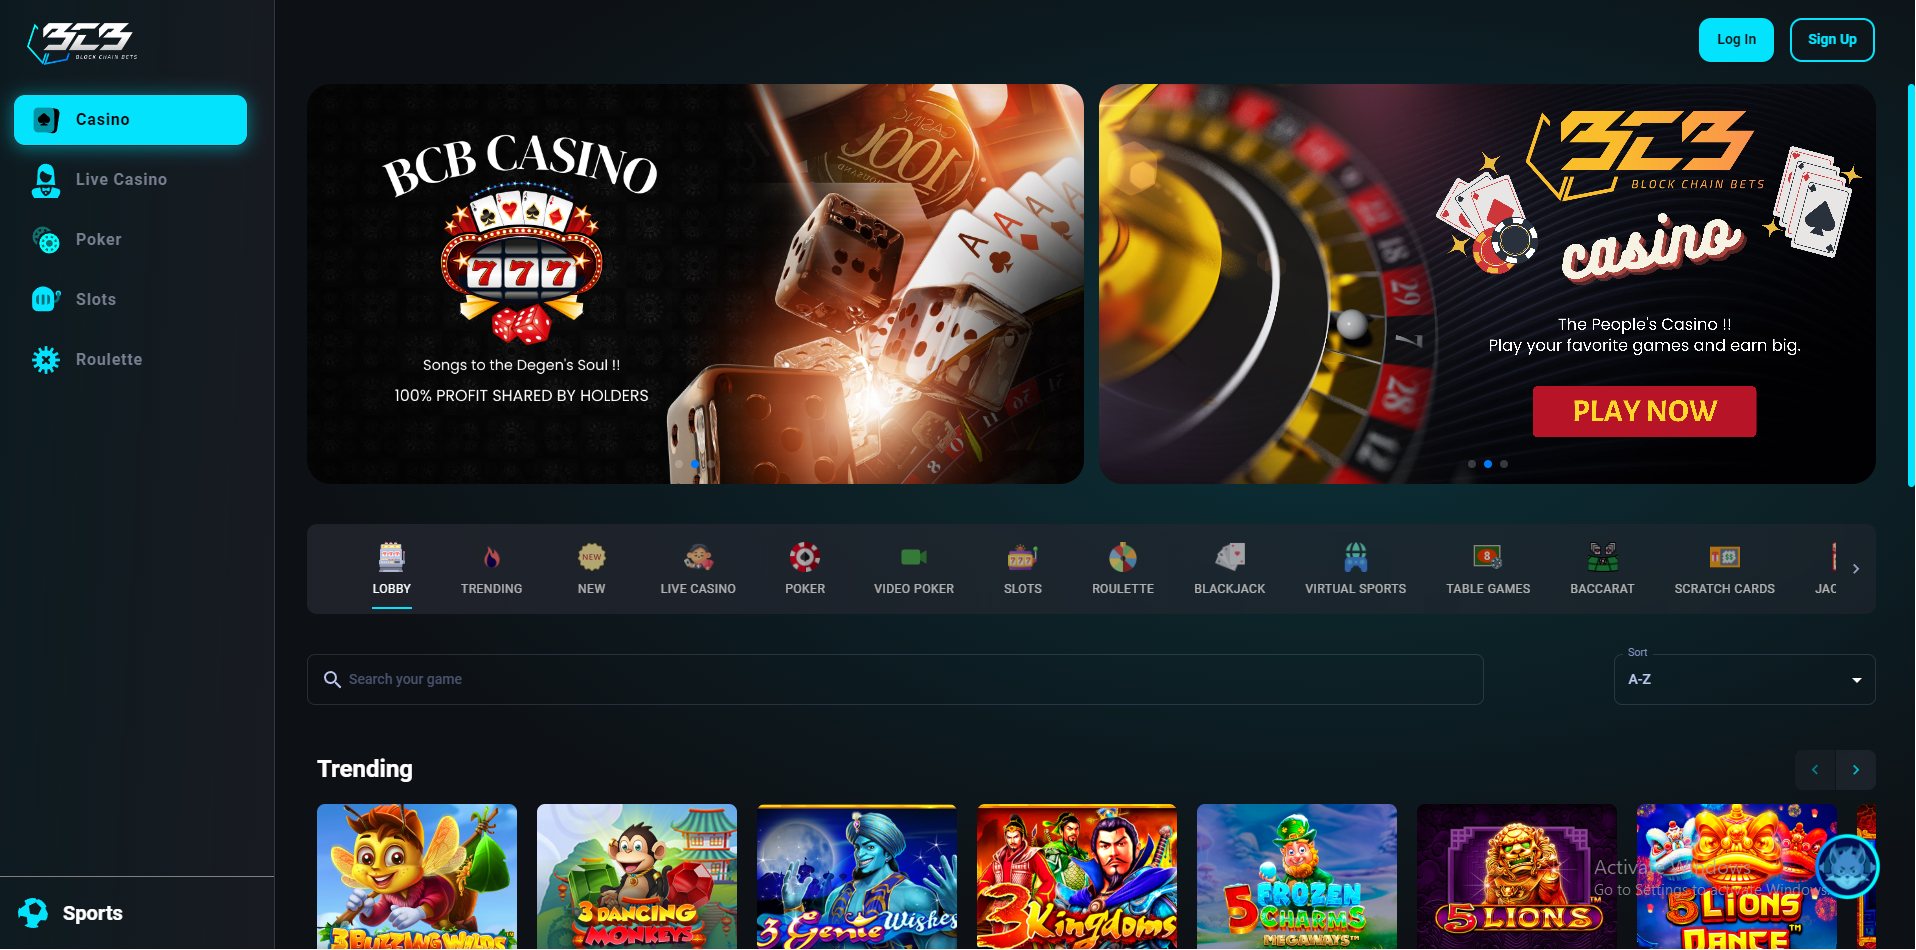 BCB
BLOCK CHAIN BETS
Log In
Sign Up
Casino
Live Casino
Poker
Slots
Roulette
Sports
BCB CASINO
777
Songs to the Degen's Soul !!
100% PROFIT SHARED BY HOLDERS
BCB
BLOCK CHAIN BETS
casino
The People's Casino !!
Play your favorite games and earn big.
PLAY NOW
LOBBY
TRENDING
NEW
LIVE CASINO
POKER
VIDEO POKER
SLOTS
ROULETTE
BLACKJACK
VIRTUAL SPORTS
TABLE GAMES
BACCARAT
SCRATCH CARDS
JAC
Search your game
Sort
A-Z
Trending
3 BUZZING WILDS™
3 DANCING
MONKEYS
3 Genie Wishes
3 Kingdoms
5 FROZEN
CHARMS
MEGAWAYS™
5 LIONS™
5 LIONS
DANCE™
Activate Windows
Go to Settings to activate Windows.